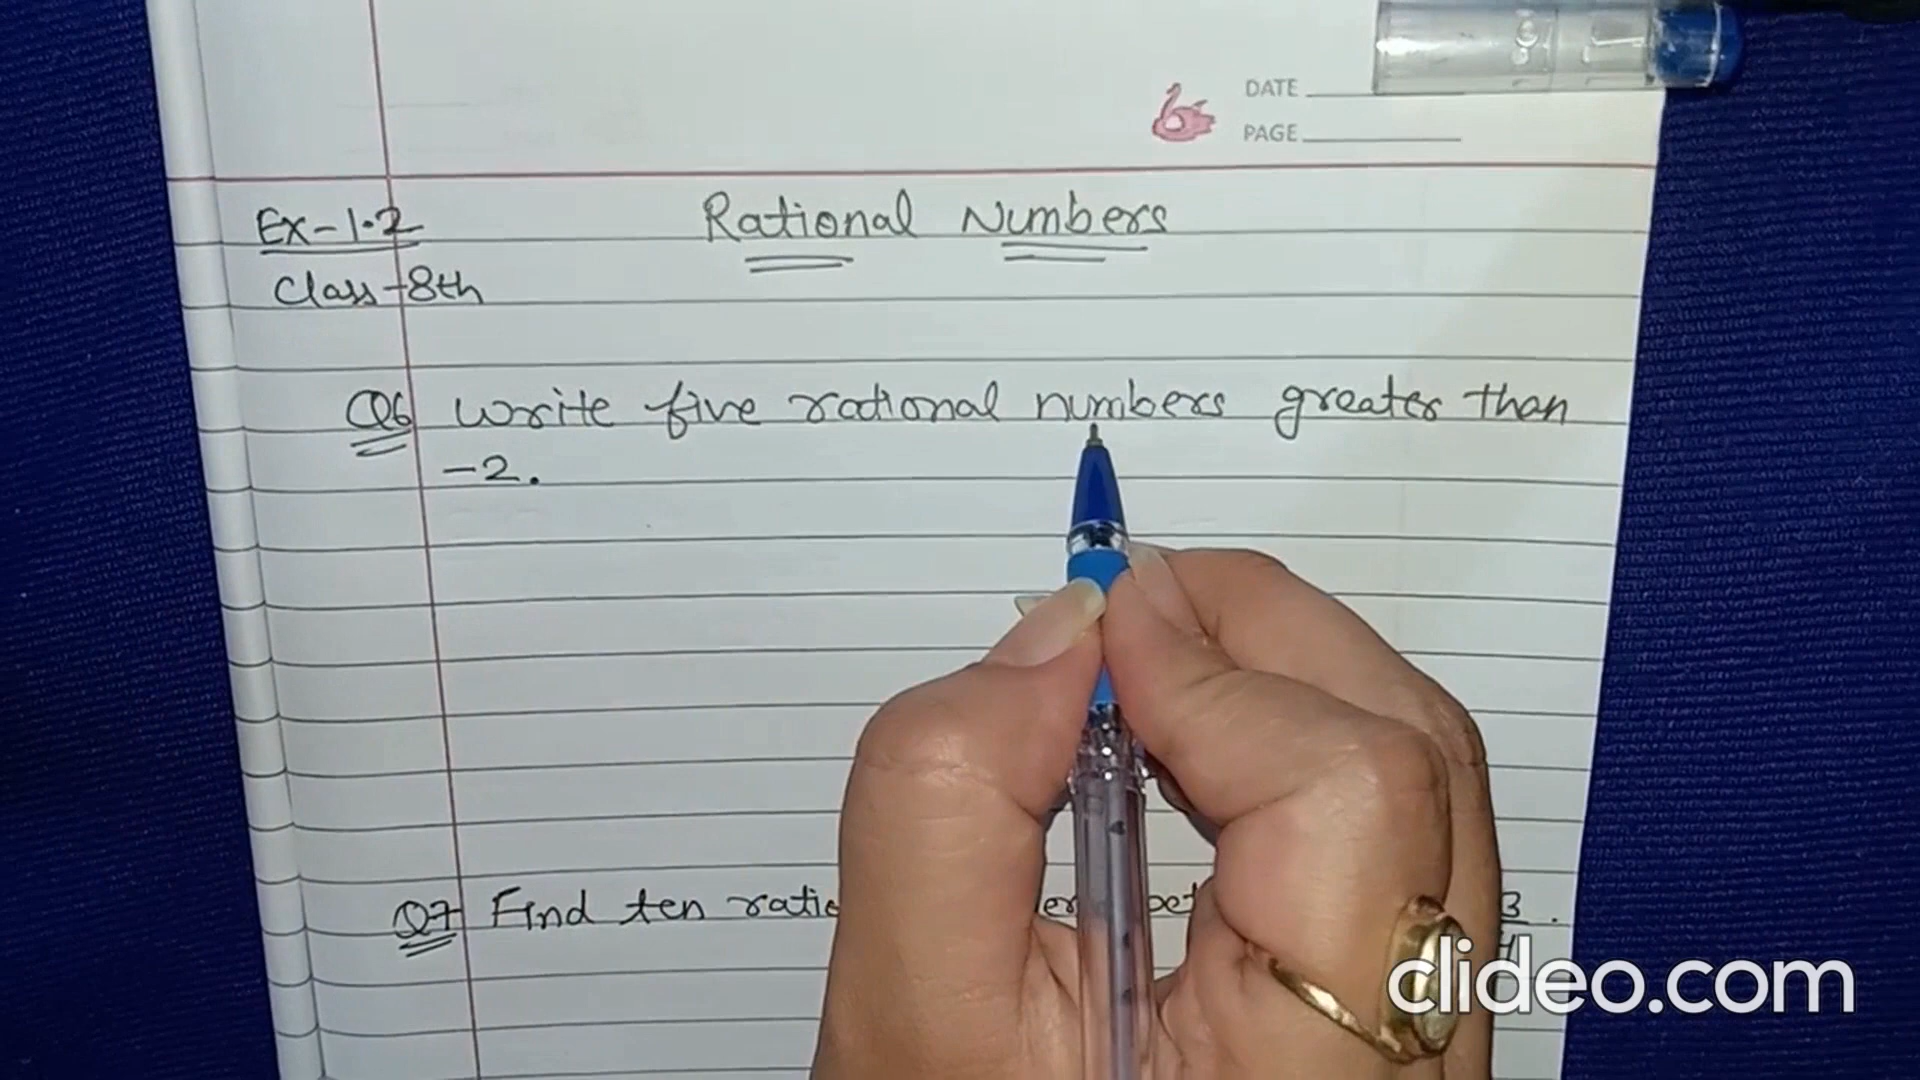 DATE
PAGE
Ex-1.2
Rational Numbers
Class-8th
Q6 Write five rational numbers greater than
-2.
Q7 Find ten 3 .
clideo.com